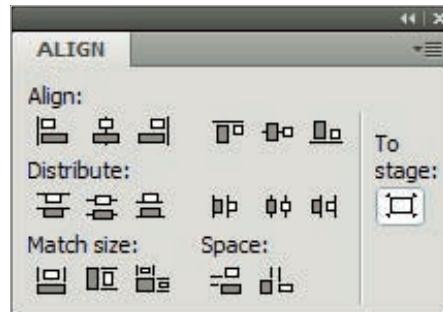 ALIGN
Align:
To
stage:
Distribute:
Match size:
Space: